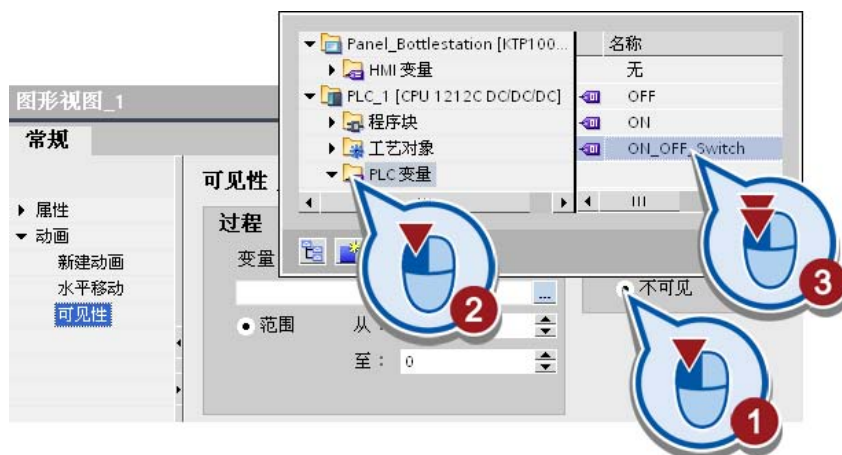 Panel_Bottlestation [KTP100...
HMI 变量
PLC_1 [CPU 1212C DC/DC/DC]
程序块
工艺对象
PLC 变量
名称
无
OFF
ON
ON_OFF_Switch
图形视图_1
常规
属性
动画
新建动画
水平移动
可见性
可见性
过程
变量
...
范围
从：
至： 0
不可见
1
2
3